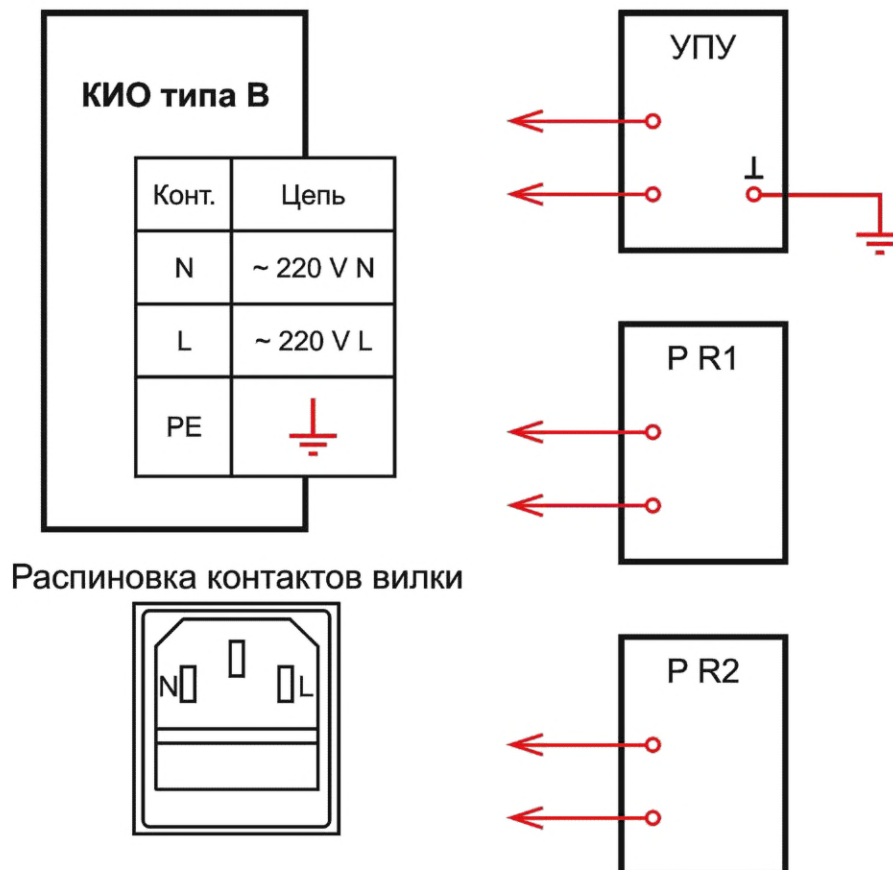 КИО типа В
Конт. Цепь
N ~ 220 V N
L ~ 220 V L
PE
Распиновка контактов вилки
N L
УПУ
⊥
P R1
P R2